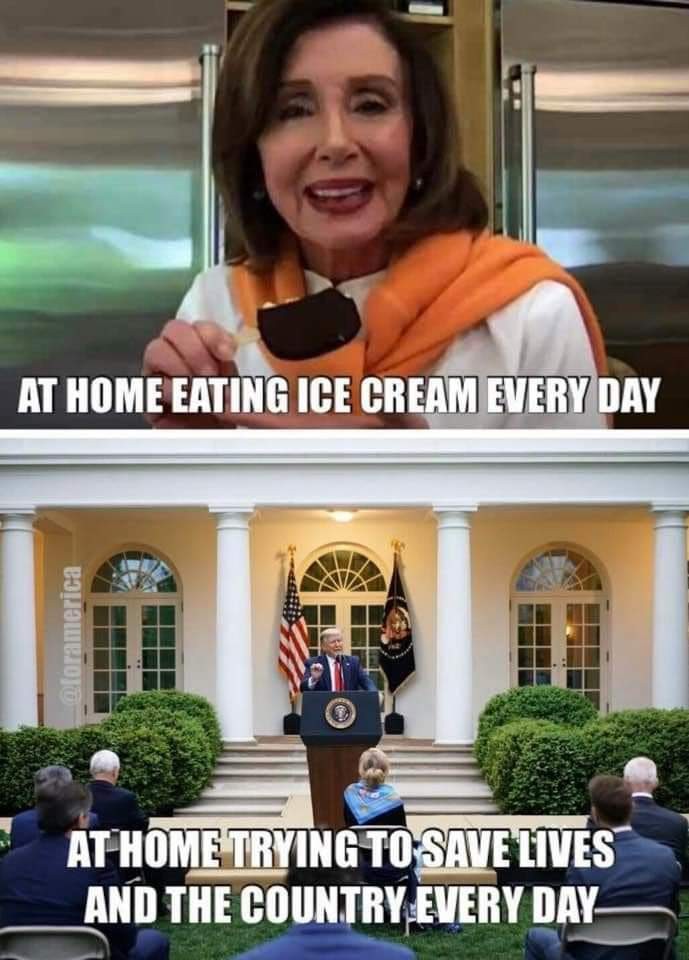 AT HOME EATING ICE CREAM EVERY DAY
@foramerica
AT HOME TRYING TO SAVE LIVES
AND THE COUNTRY EVERY DAY